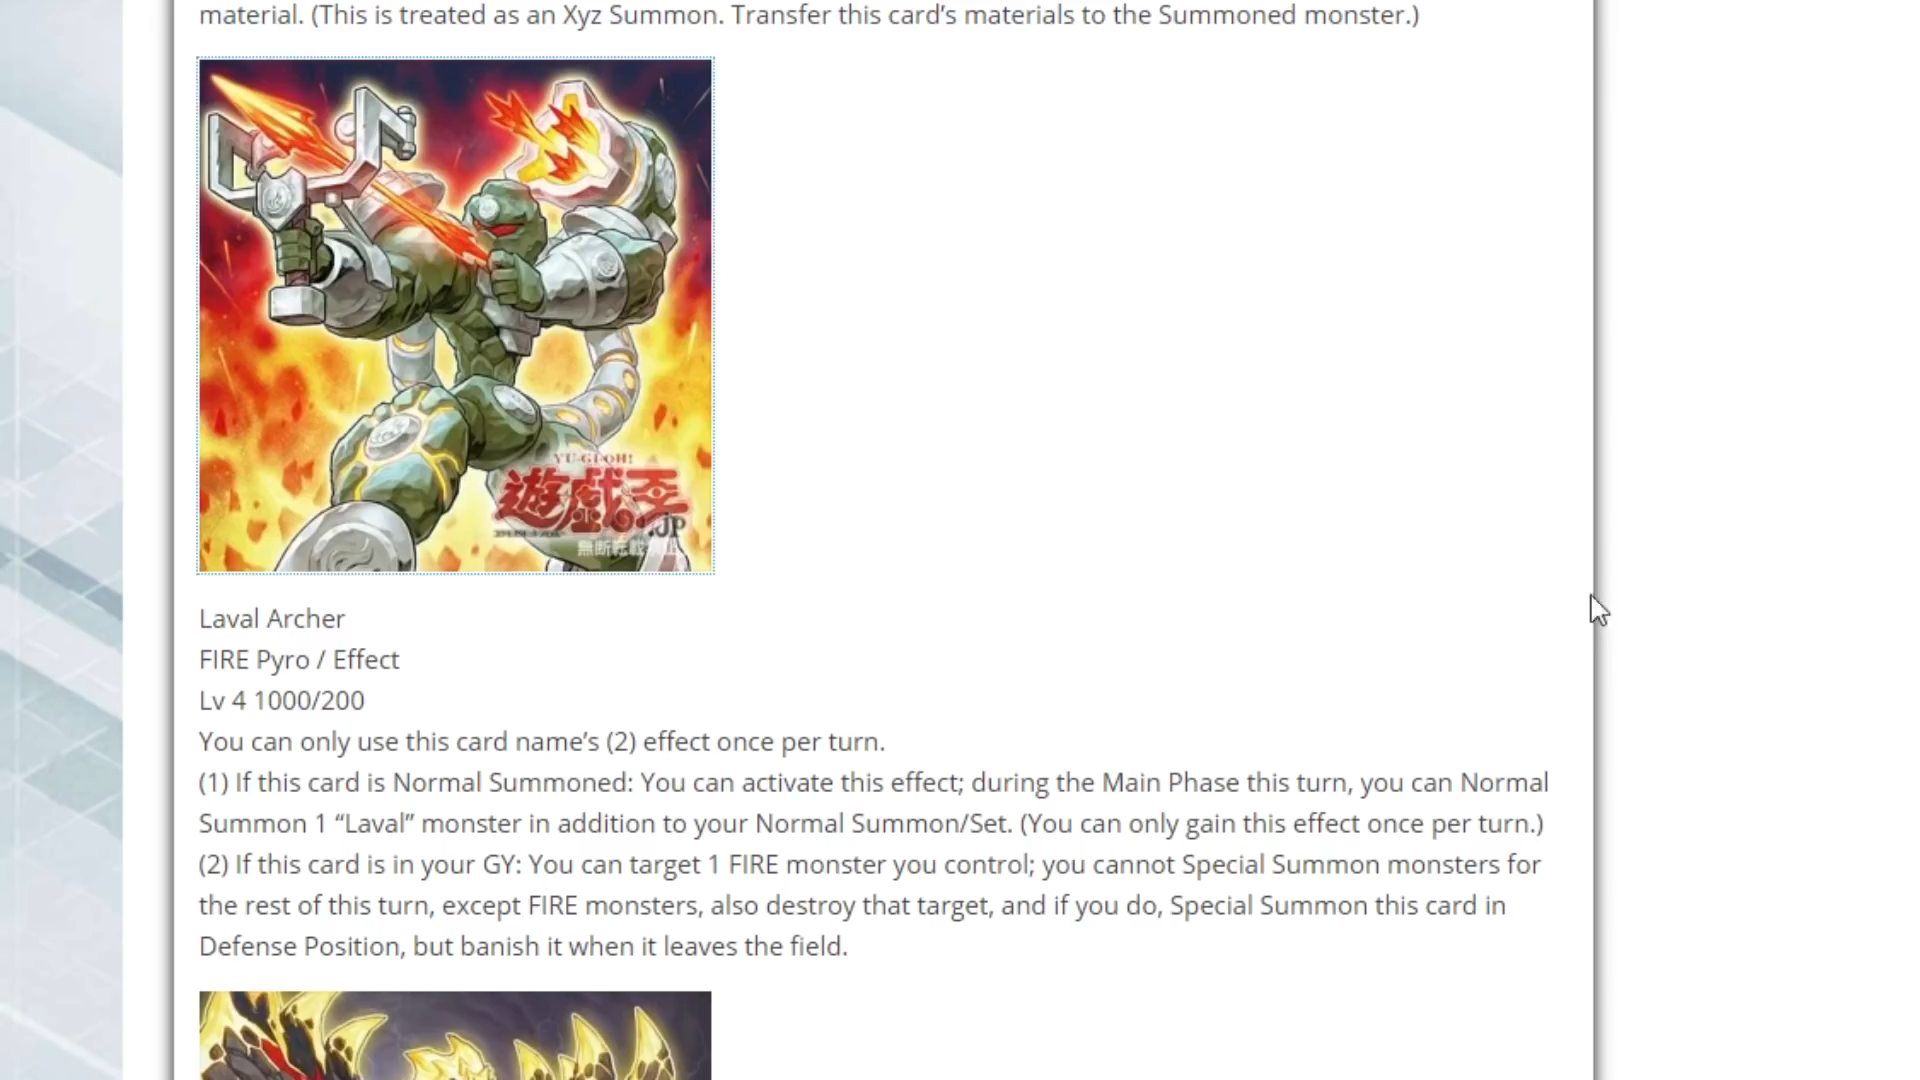 material. (This is treated as an Xyz Summon. Transfer this card’s materials to the Summoned monster.)
YU-GI-OH!
遊戯王
.JP
無断転載禁止
Laval Archer
FIRE Pyro / Effect
Lv 4 1000/200
You can only use this card name’s (2) effect once per turn.
(1) If this card is Normal Summoned: You can activate this effect; during the Main Phase this turn, you can Normal
Summon 1 “Laval” monster in addition to your Normal Summon/Set. (You can only gain this effect once per turn.)
(2) If this card is in your GY: You can target 1 FIRE monster you control; you cannot Special Summon monsters for
the rest of this turn, except FIRE monsters, also destroy that target, and if you do, Special Summon this card in
Defense Position, but banish it when it leaves the field.